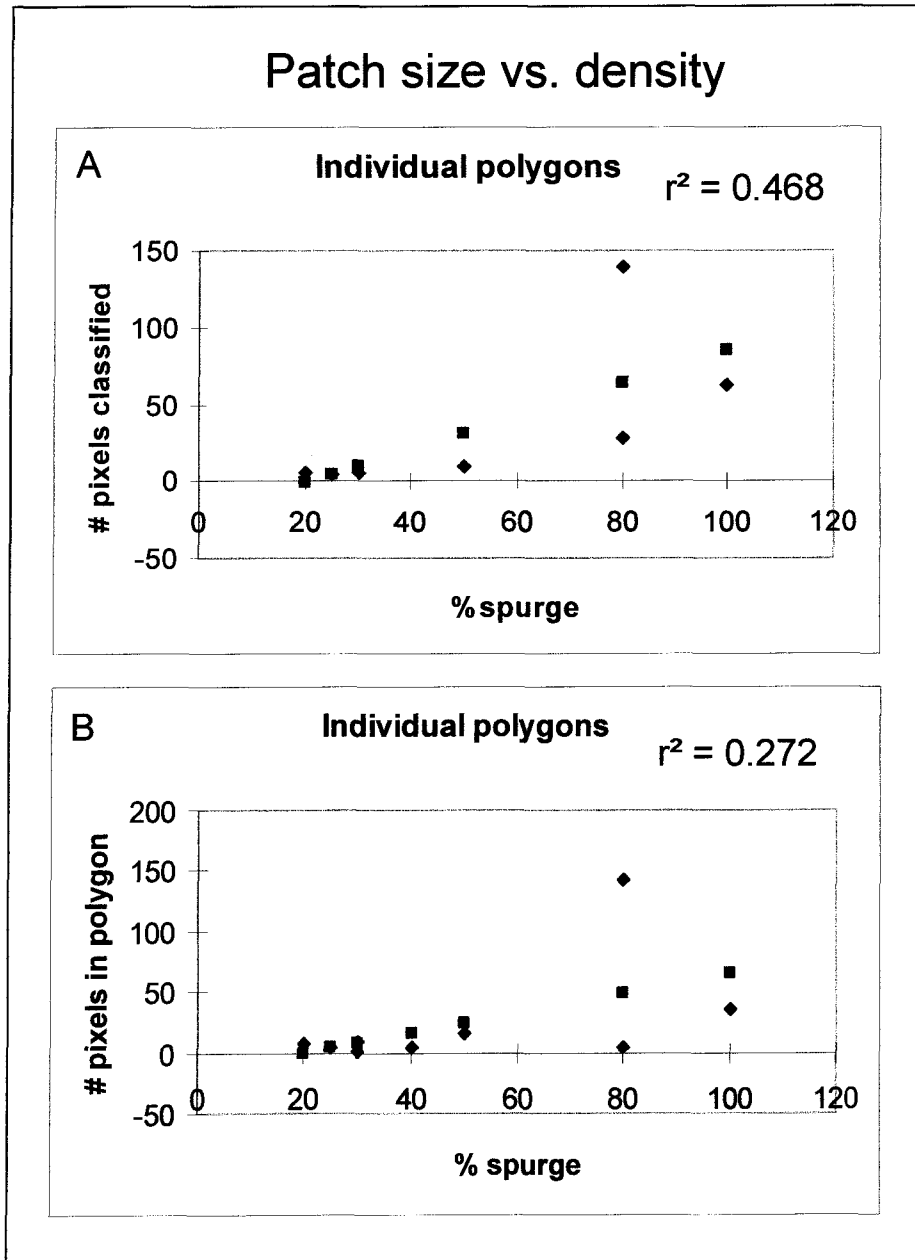 Patch size vs. density
A
Individual polygons
r² = 0.468
# pixels classified
150
100
50
0
-50
0
20
40
60
80
100
120
% spurge
B
Individual polygons
r² = 0.272
# pixels in polygon
200
150
100
50
0
-50
0
20
40
60
80
100
120
% spurge